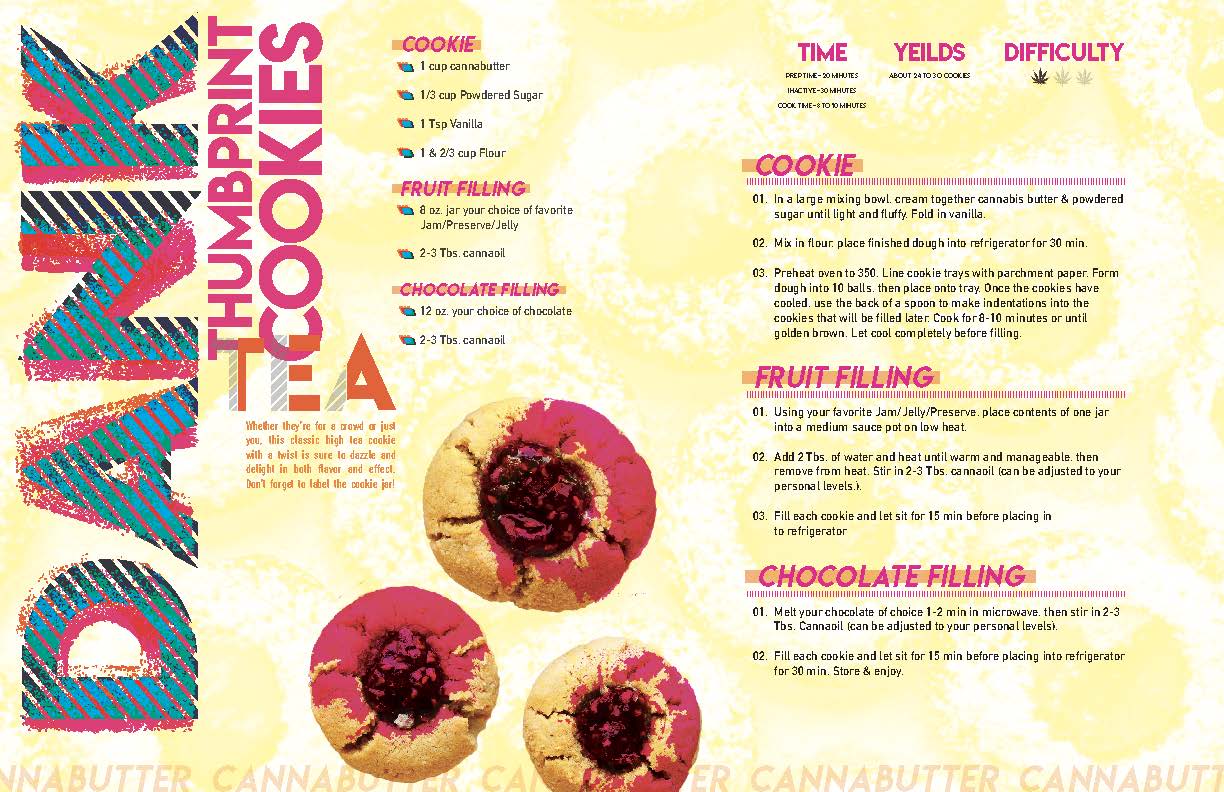 DANK
THUMBPRINT
COOKIES
TEA
Whether they're for a crowd or just
you, this classic high tea cookie
with a twist is sure to dazzle and
delight in both flavor and effect.
Don't forget to label the cookie jar!
COOKIE
1 cup cannabutter
1/3 cup Powdered Sugar
1 Tsp Vanilla
1 & 2/3 cup Flour
FRUIT FILLING
8 oz. jar your choice of favorite
Jam/Preserve/Jelly
2-3 Tbs. cannaoil
CHOCOLATE FILLING
12 oz. your choice of chocolate
2-3 Tbs. cannaoil
TIME
PREP TIME-20 MINUTES
INACTIVE-30 MINUTES
COOK TIME-8 TO 10 MINUTES
YEILDS
ABOUT 24 TO 30 COOKIES
DIFFICULTY
COOKIE
01. In a large mixing bowl, cream together cannabis butter & powdered
sugar until light and fluffy. Fold in vanilla.
02. Mix in flour, place finished dough into refrigerator for 30 min.
03. Preheat oven to 350. Line cookie trays with parchment paper. Form
dough into 10 balls, then place onto tray. Once the cookies have
cooled, use the back of a spoon to make indentations into the
cookies that will be filled later. Cook for 8-10 minutes or until
golden brown. Let cool completely before filling.
FRUIT FILLING
01. Using your favorite Jam/Jelly/Preserve, place contents of one jar
into a medium sauce pot on low heat.
02. Add 2 Tbs. of water and heat until warm and manageable, then
remove from heat. Stir in 2-3 Tbs. cannaoil (can be adjusted to your
personal levels.).
03. Fill each cookie and let sit for 15 min before placing in
to refrigerator
CHOCOLATE FILLING
01. Melt your chocolate of choice 1-2 min in microwave, then stir in 2-3
Tbs. Cannaoil (can be adjusted to your personal levels).
02. Fill each cookie and let sit for 15 min before placing into refrigerator
for 30 min. Store & enjoy.
NNABUTTER CANNABUTTER CA ER CANNABUTTER CANNABUTT